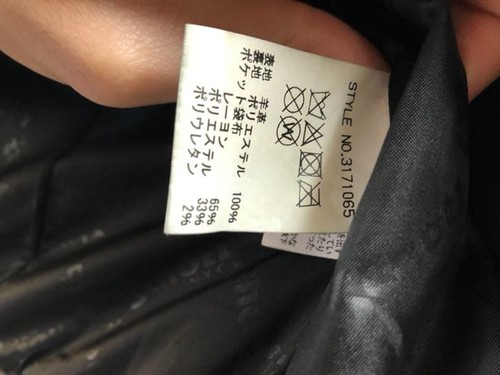 STYLE NO.3171065
表地 羊革
裏地 ポリエステル 100%
ポケット袋布
レーヨン 65%
ポリエステル 33%
ポリウレタン 2%